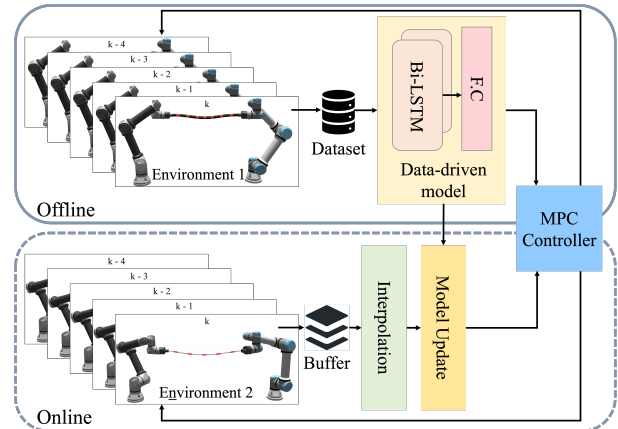 k - 4
k - 3
k - 2
k - 1
k
Environment 1
Dataset
Bi-LSTM
F.C
Data-driven
model
Offline
MPC
Controller
k - 4
k - 3
k - 2
k - 1
k
Environment 2
Buffer
Interpolation
Model Update
Online